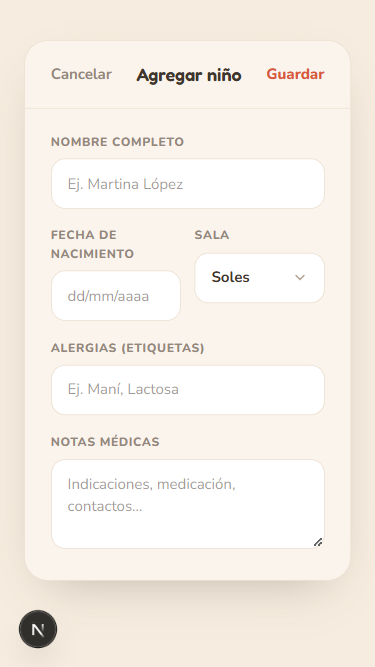 Cancelar Agregar niño Guardar
NOMBRE COMPLETO
Ej. Martina López
FECHA DE NACIMIENTO
dd/mm/aaaa
SALA
Soles
ALERGIAS (ETIQUETAS)
Ej. Maní, Lactosa
NOTAS MÉDICAS
Indicaciones, medicación,
contactos...
N